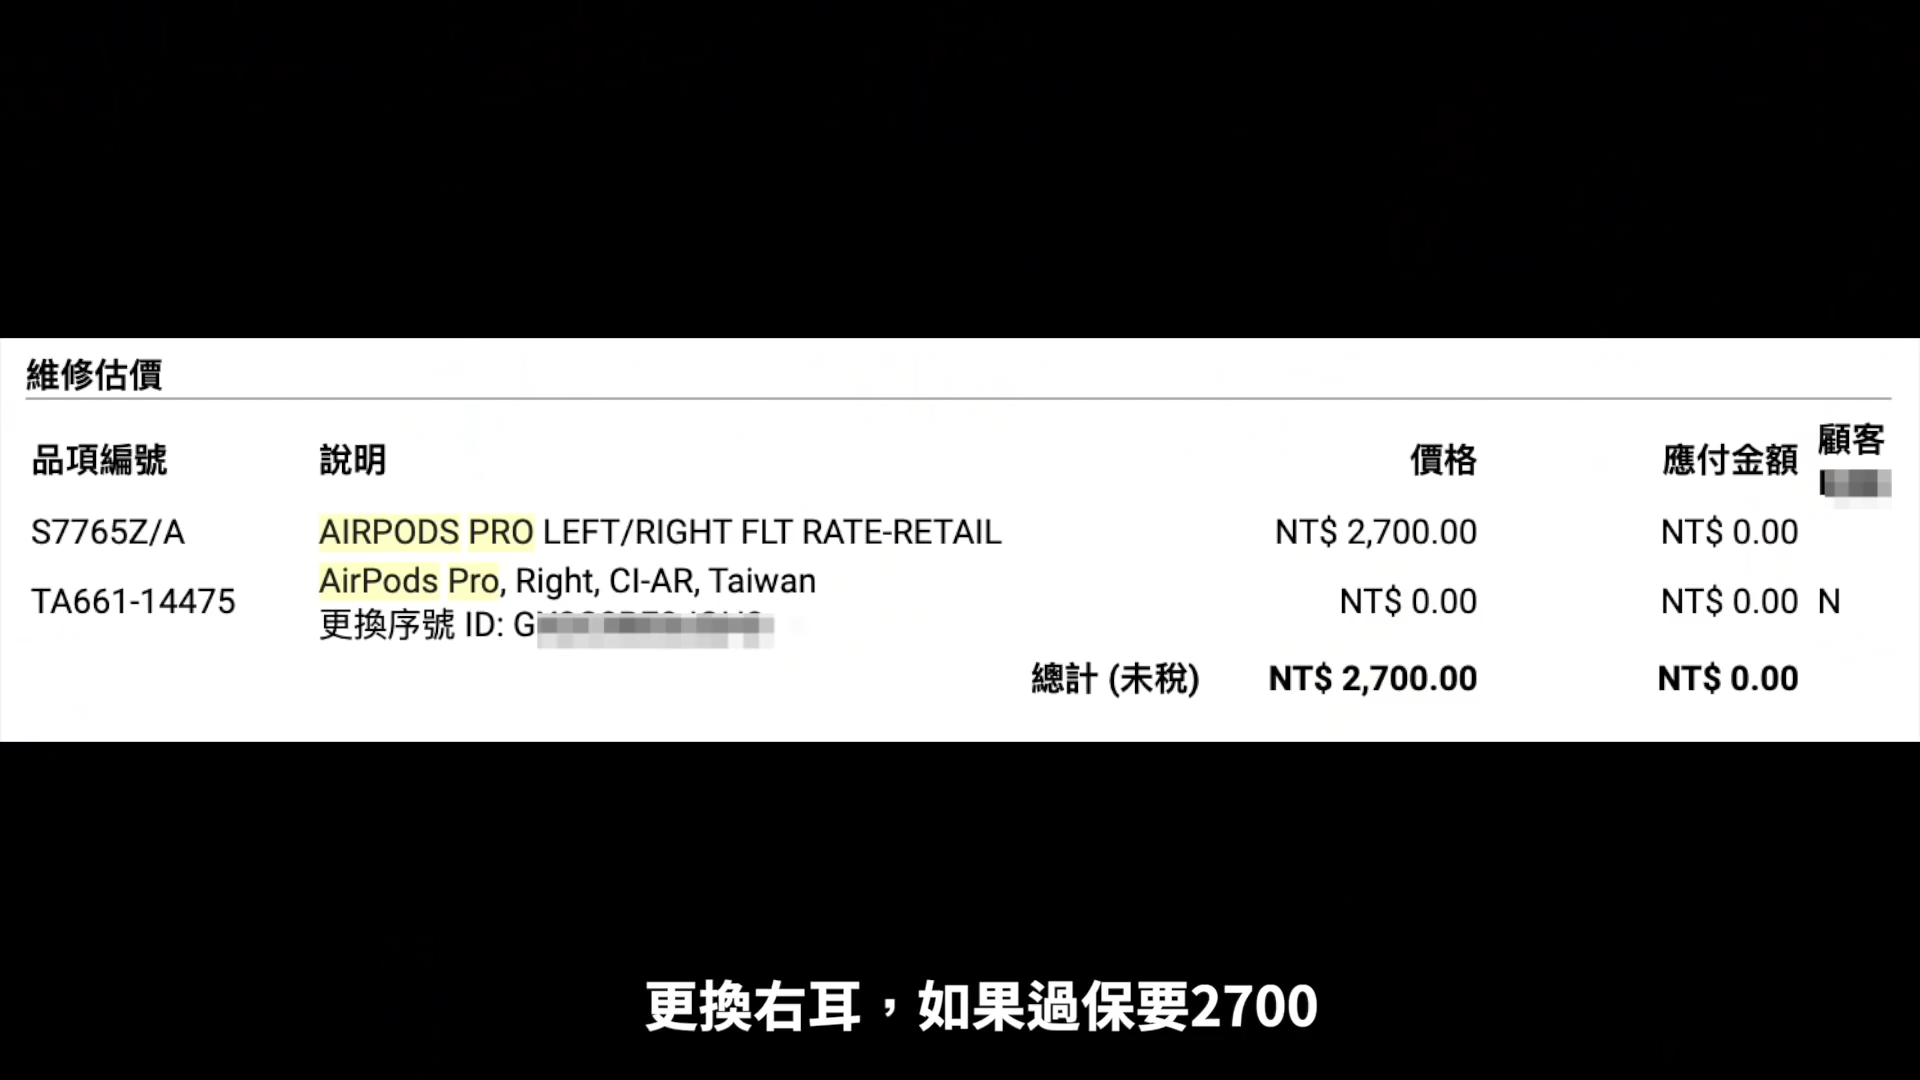 維修估價
品項編號 說明 價格 應付金額 顧客
S7765Z/A AIRPODS PRO LEFT/RIGHT FLT RATE-RETAIL NT$ 2,700.00 NT$ 0.00
TA661-14475 AirPods Pro, Right, CI-AR, Taiwan NT$ 0.00 NT$ 0.00 N
更換序號 ID: G
總計 (未稅) NT$ 2,700.00 NT$ 0.00
更換右耳，如果過保要2700